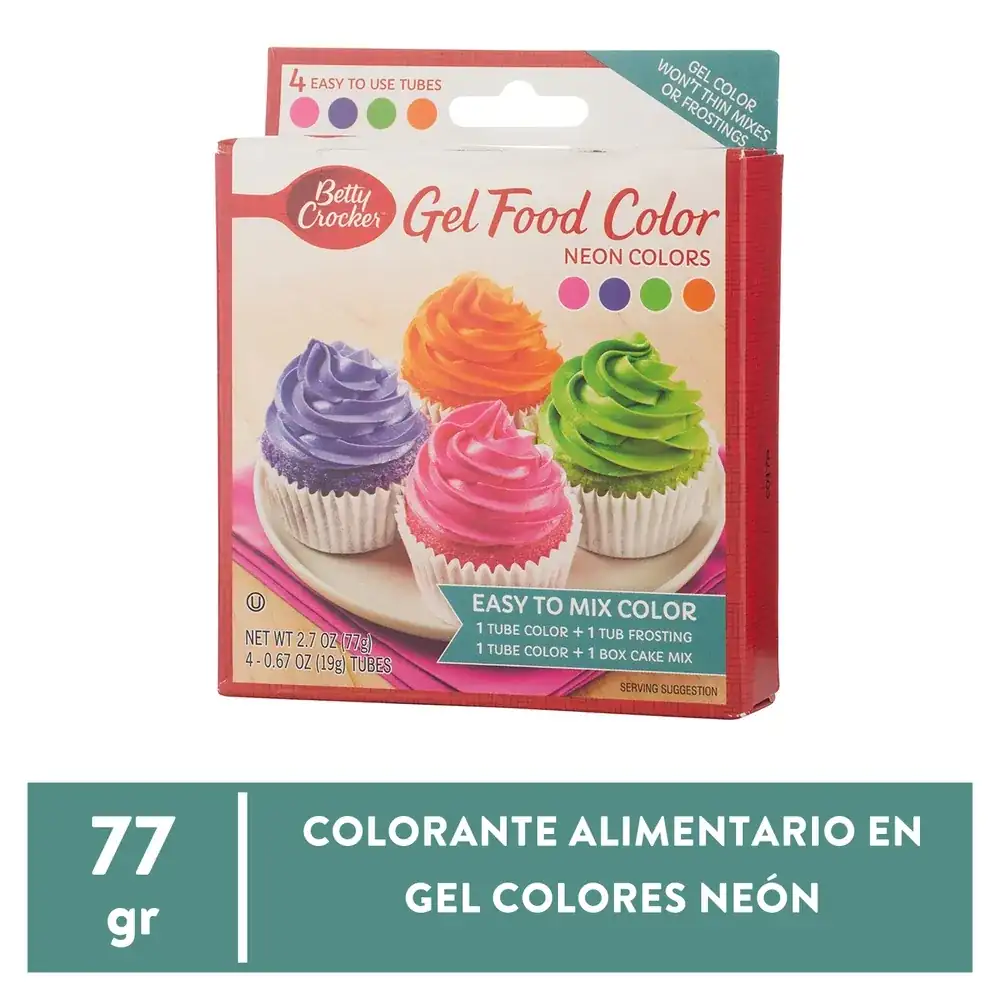 4 EASY TO USE TUBES
GEL COLOR
WON'T THIN MIXES
OR FROSTINGS
Betty
Crocker™
Gel Food Color
NEON COLORS
EASY TO MIX COLOR
1 TUBE COLOR + 1 TUB FROSTING
1 TUBE COLOR + 1 BOX CAKE MIX
U
NET WT 2.7 OZ (77g)
4 - 0.67 OZ (19g) TUBES
SERVING SUGGESTION
77
gr
COLORANTE ALIMENTARIO EN
GEL COLORES NEÓN